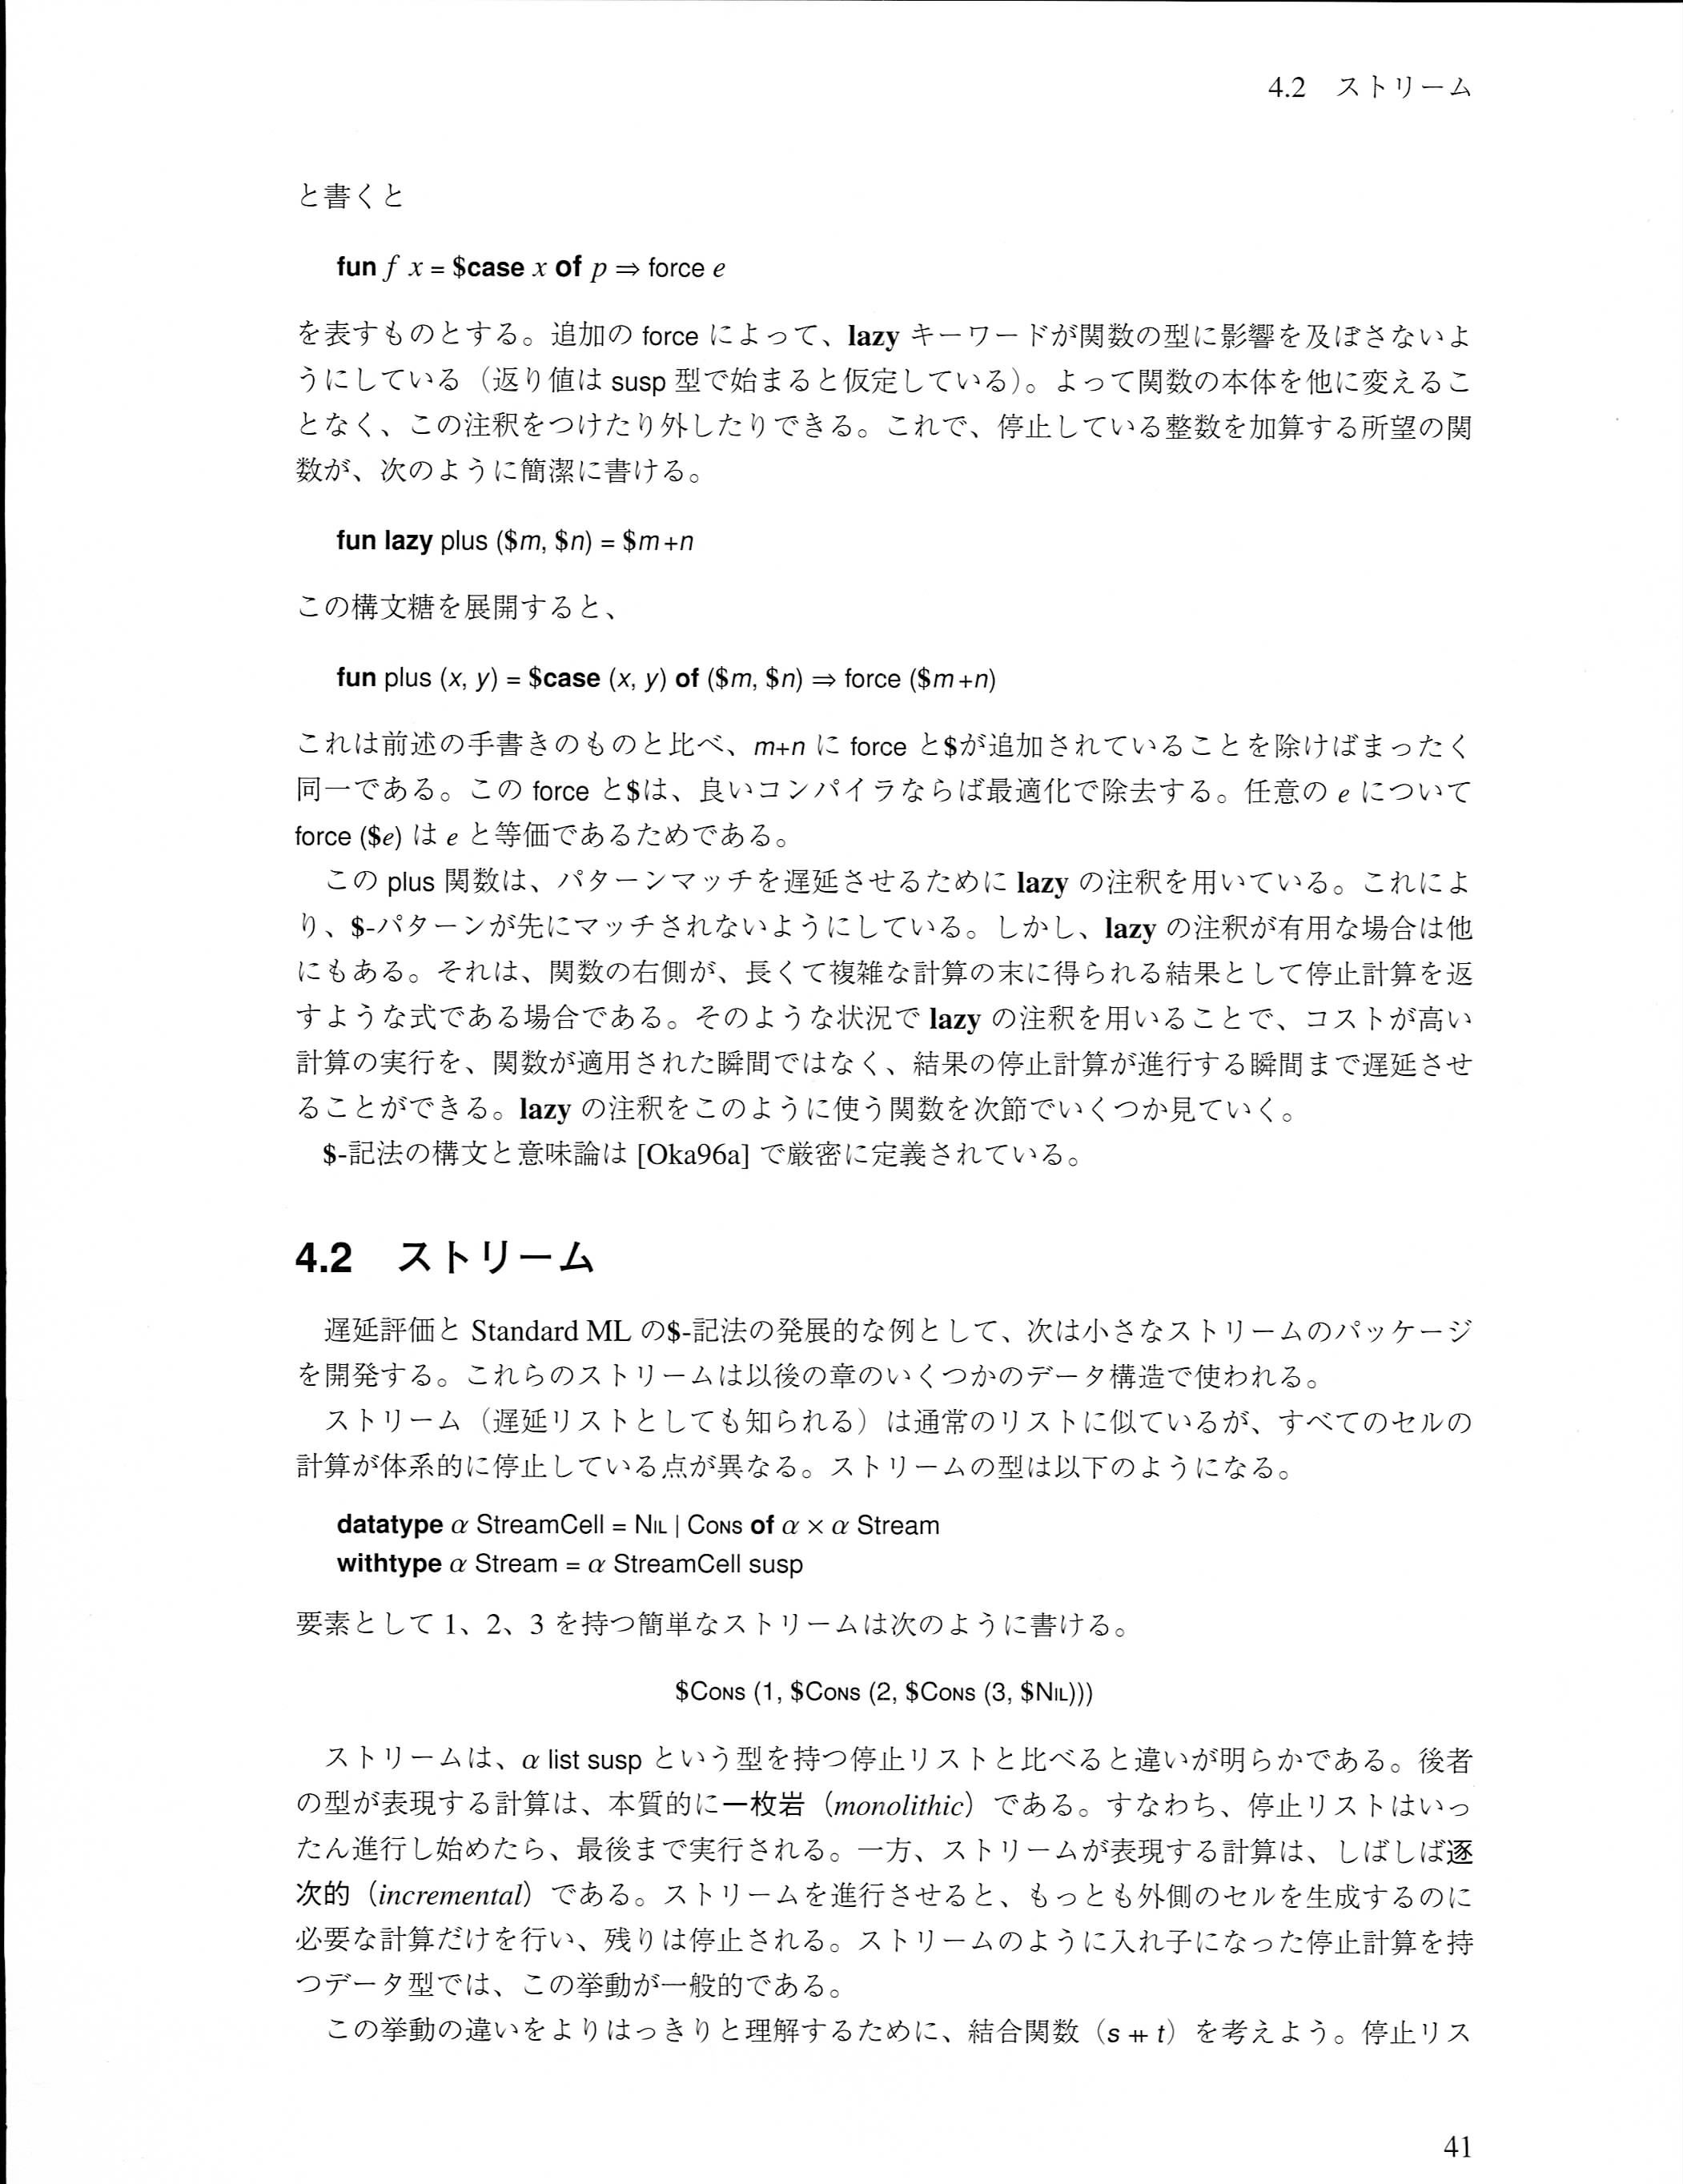 4.2　ストリーム
と書くと
fun f x = $case x of p ⇒ force e
を表すものとする。追加の force によって、lazy キーワードが関数の型に影響を及ぼさないよ
うにしている（返り値は susp 型で始まると仮定している）。よって関数の本体を他に変えるこ
となく、この注釈をつけたり外したりできる。これで、停止している整数を加算する所望の関
数が、次のように簡潔に書ける。
fun lazy plus ($m, $n) = $m+n
この構文糖を展開すると、
fun plus (x, y) = $case (x, y) of ($m, $n) ⇒ force ($m+n)
これは前述の手書きのものと比べ、m+n に force と$が追加されていることを除けばまったく
同一である。この force と$は、良いコンパイラならば最適化で除去する。任意の e について
force ($e) は e と等価であるためである。
この plus 関数は、パターンマッチを遅延させるために lazy の注釈を用いている。これによ
り、$-パターンが先にマッチされないようにしている。しかし、lazy の注釈が有用な場合は他
にもある。それは、関数の右側が、長くて複雑な計算の末に得られる結果として停止計算を返
すような式である場合である。そのような状況で lazy の注釈を用いることで、コストが高い
計算の実行を、関数が適用された瞬間ではなく、結果の停止計算が進行する瞬間まで遅延させ
ることができる。lazy の注釈をこのように使う関数を次節でいくつか見ていく。
$-記法の構文と意味論は [Oka96a] で厳密に定義されている。
4.2　ストリーム
遅延評価と Standard ML の$-記法の発展的な例として、次は小さなストリームのパッケージ
を開発する。これらのストリームは以後の章のいくつかのデータ構造で使われる。
ストリーム（遅延リストとしても知られる）は通常のリストに似ているが、すべてのセルの
計算が体系的に停止している点が異なる。ストリームの型は以下のようになる。
datatype α StreamCell = NIL | CONS of α × α Stream
withtype α Stream = α StreamCell susp
要素として 1、2、3 を持つ簡単なストリームは次のように書ける。
$CONS (1, $CONS (2, $CONS (3, $NIL)))
ストリームは、α list susp という型を持つ停止リストと比べると違いが明らかである。後者
の型が表現する計算は、本質的に一枚岩（monolithic）である。すなわち、停止リストはいっ
たん進行し始めたら、最後まで実行される。一方、ストリームが表現する計算は、しばしば逐
次的（incremental）である。ストリームを進行させると、もっとも外側のセルを生成するのに
必要な計算だけを行い、残りは停止される。ストリームのように入れ子になった停止計算を持
つデータ型では、この挙動が一般的である。
この挙動の違いをよりはっきりと理解するために、結合関数（s ⧺ t）を考えよう。停止リス
41